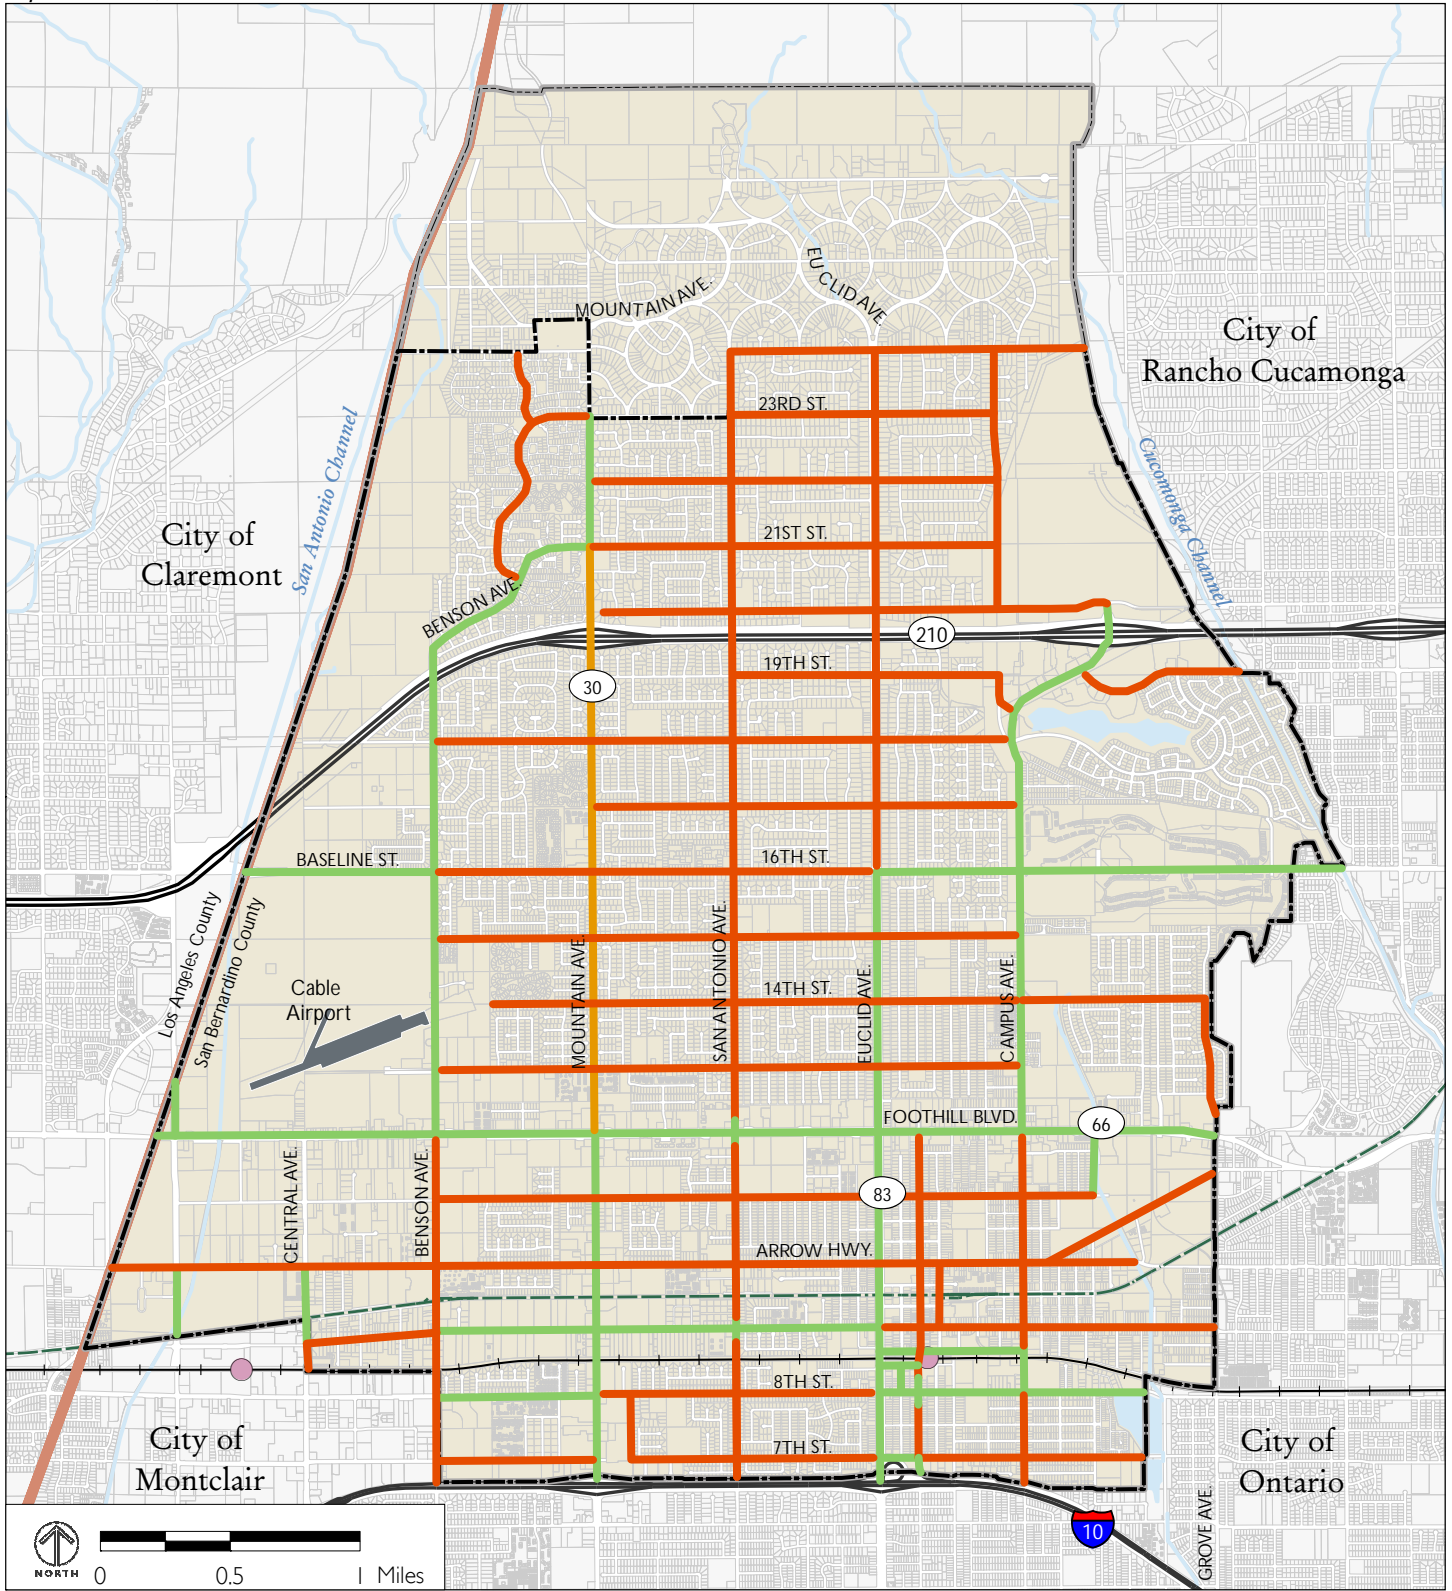 MOUNTAIN AVE.
EUCLID AVE.
City of
Rancho Cucamonga
23RD ST.
San Antonio Channel
Cucomonga Channel
City of
Claremont
21ST ST.
BENSON AVE.
210
19TH ST.
30
BASELINE ST.
16TH ST.
Los Angeles County
San Bernardino County
MOUNTAIN AVE.
SAN ANTONIO AVE.
EUCLID AVE.
CAMPUS AVE.
Cable
Airport
14TH ST.
FOOTHILL BLVD.
66
CENTRAL AVE.
BENSON AVE.
83
ARROW HWY.
8TH ST.
City of
Montclair
7TH ST.
City of
Ontario
GROVE AVE.
10
NORTH
0 0.5 1 Miles